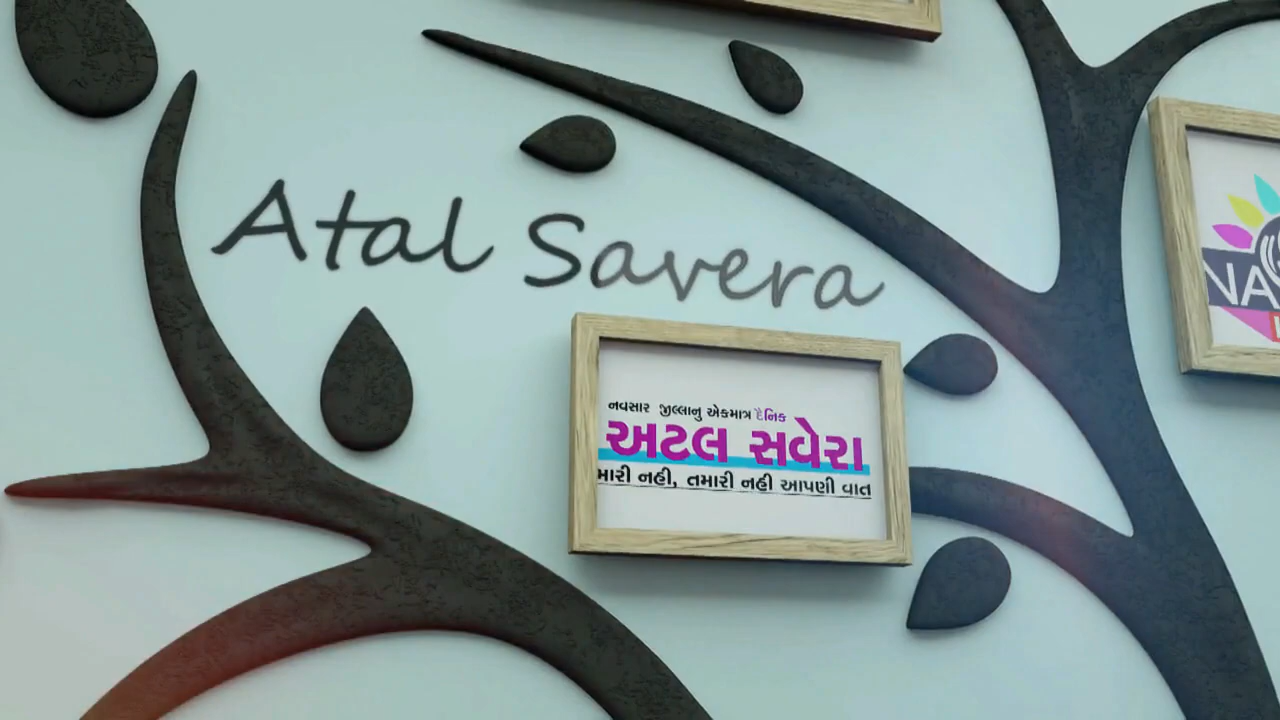 Atal Savera
નવસાર જીલ્લાનુ એકમાત્ર દૈનિક
અટલ સવેરા
મારી નહી, તમારી નહી આપણી વાત